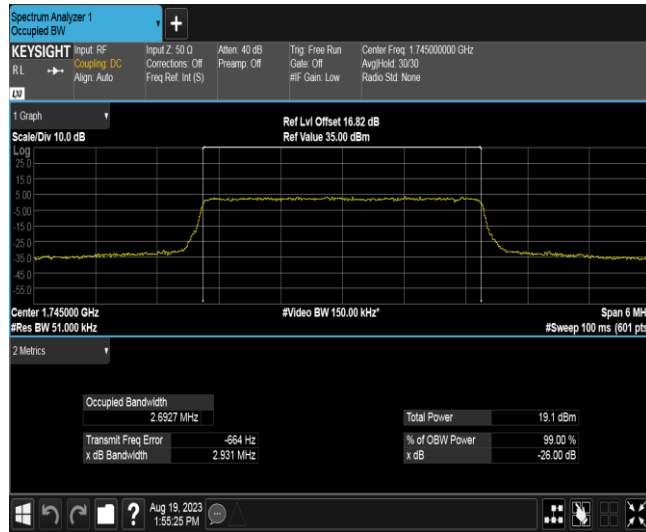 Spectrum Analyzer 1
Occupied BW
KEYSIGHT
R L
LXI
Input: RF
Coupling: DC
Align: Auto
Input Z: 50 Ω
Corrections: Off
Freq Ref: Int (S)
Atten: 40 dB
Preamp: Off
Trig: Free Run
Gate: Off
#IF Gain: Low
Center Freq: 1.745000000 GHz
Avg|Hold: 30/30
Radio Std: None
1 Graph
Scale/Div 10.0 dB
Ref Lvl Offset 16.82 dB
Ref Value 35.00 dBm
Log
25.0
15.0
5.00
-5.00
-15.0
-25.0
-35.0
-45.0
-55.0
Center 1.745000 GHz
#Res BW 51.000 kHz
#Video BW 150.00 kHz*
Span 6 MH
#Sweep 100 ms (601 pts
2 Metrics
Occupied Bandwidth
2.6927 MHz
Transmit Freq Error -664 Hz
x dB Bandwidth 2.931 MHz
Total Power 19.1 dBm
% of OBW Power 99.00 %
x dB -26.00 dB
?
Aug 19, 2023
1:55:25 PM